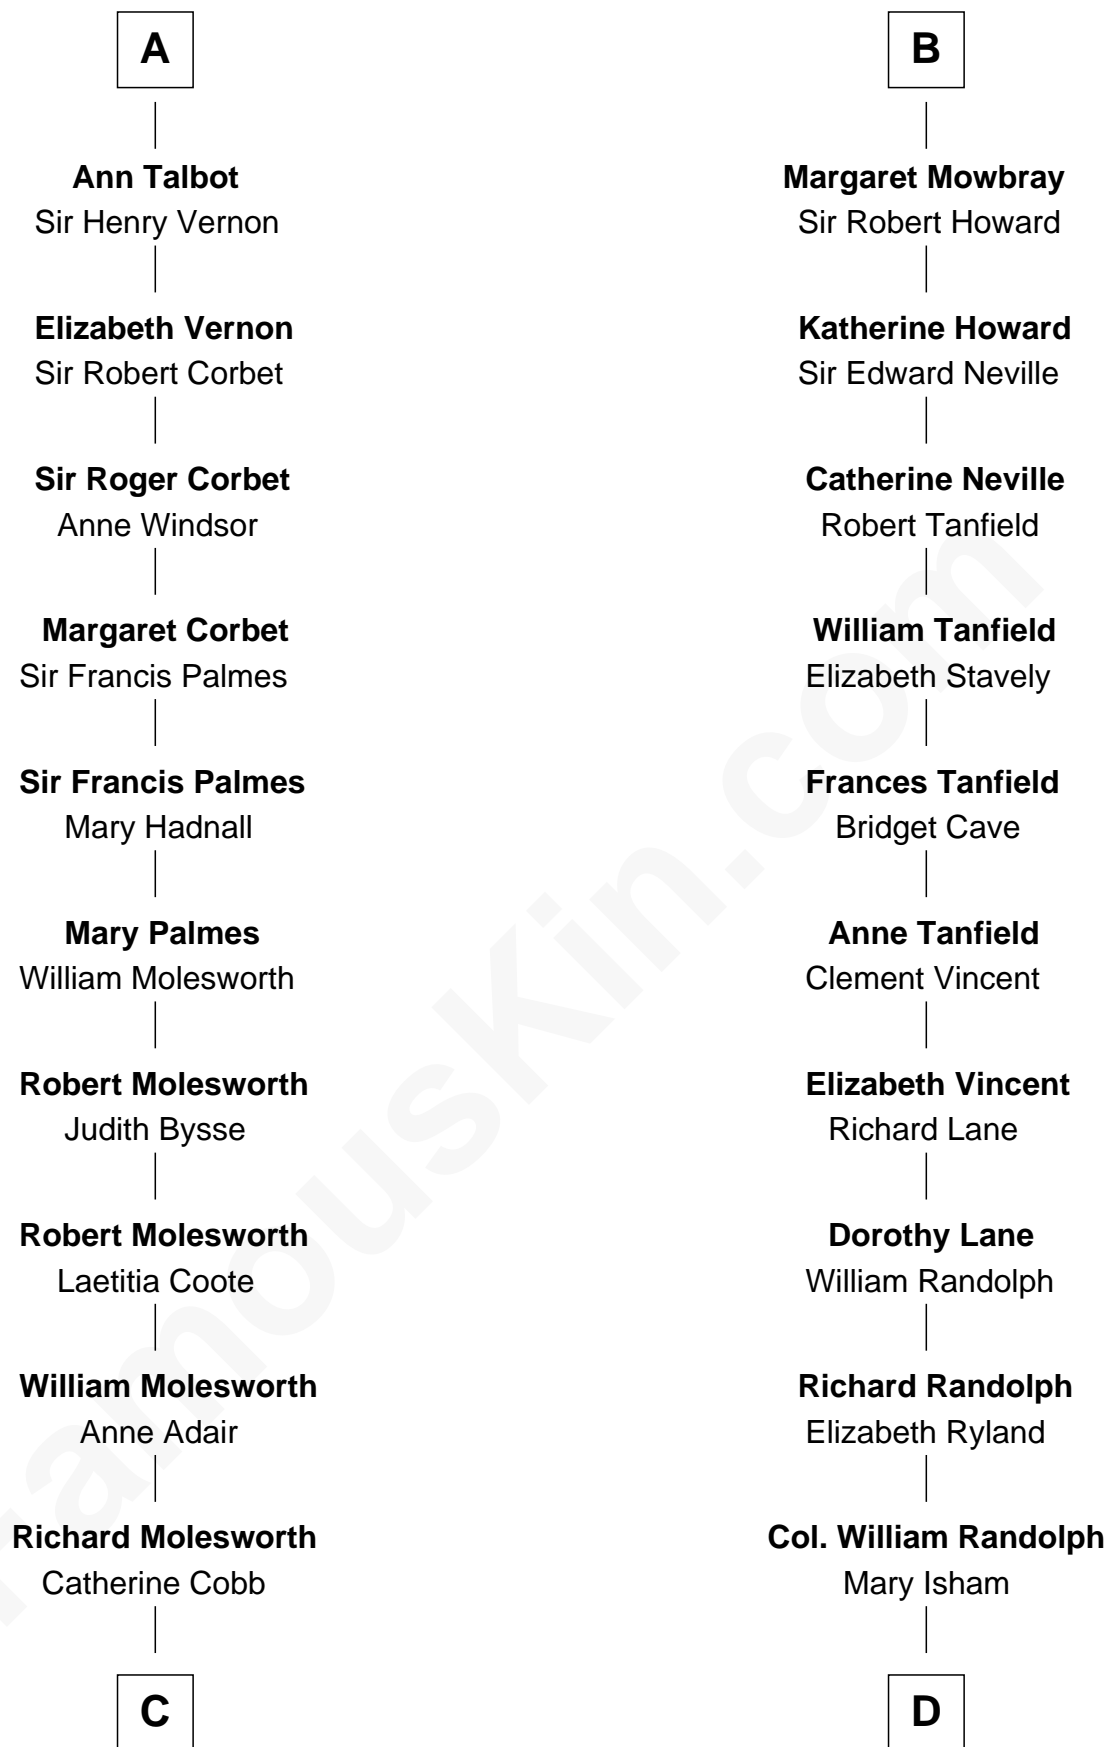 A
Ann Talbot
Sir Henry Vernon
Elizabeth Vernon
Sir Robert Corbet
Sir Roger Corbet
Anne Windsor
Margaret Corbet
Sir Francis Palmes
Sir Francis Palmes
Mary Hadnall
Mary Palmes
William Molesworth
Robert Molesworth
Judith Bysse
Robert Molesworth
Laetitia Coote
William Molesworth
Anne Adair
Richard Molesworth
Catherine Cobb
C
B
Margaret Mowbray
Sir Robert Howard
Katherine Howard
Sir Edward Neville
Catherine Neville
Robert Tanfield
William Tanfield
Elizabeth Stavely
Frances Tanfield
Bridget Cave
Anne Tanfield
Clement Vincent
Elizabeth Vincent
Richard Lane
Dorothy Lane
William Randolph
Richard Randolph
Elizabeth Ryland
Col. William Randolph
Mary Isham
D
FamousKin.com